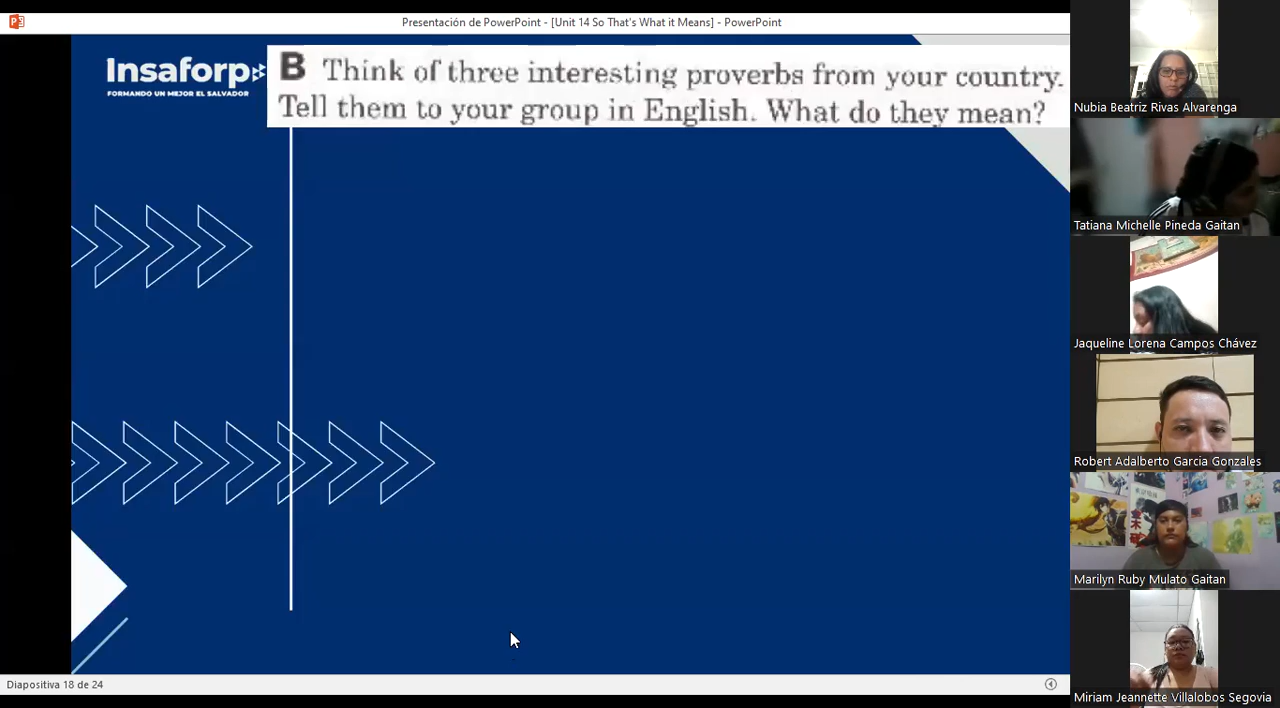 Presentación de PowerPoint - [Unit 14 So That's What it Means] - PowerPoint
Insaforp
FORMANDO UN MEJOR EL SALVADOR
B Think of three interesting proverbs from your country.
Tell them to your group in English. What do they mean?
Diapositiva 18 de 24
Nubia Beatriz Rivas Alvarenga
Tatiana Michelle Pineda Gaitan
Jaqueline Lorena Campos Chávez
Robert Adalberto Garcia Gonzales
Marilyn Ruby Mulato Gaitan
Miriam Jeannette Villalobos Segovia